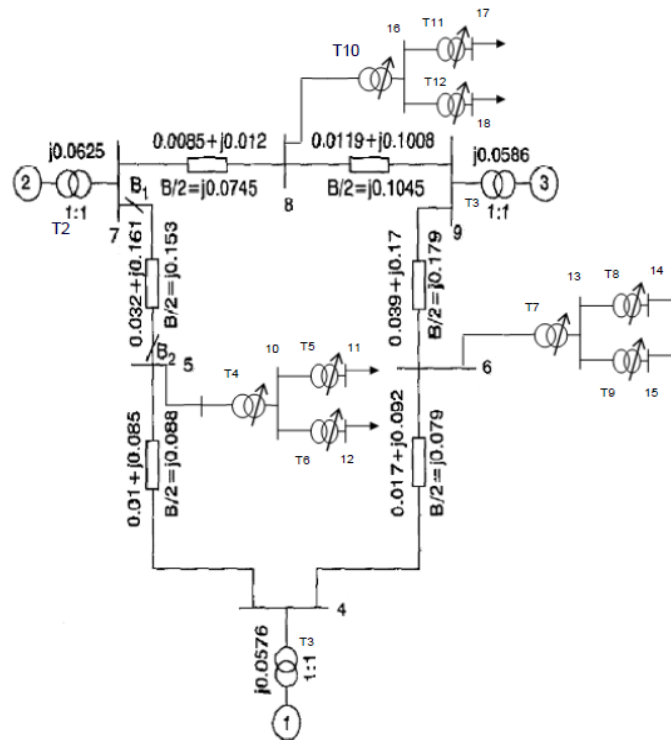 17
16
T11
T10
T12
18
0.0085+j0.012
0.0119+j0.1008
j0.0625
j0.0586
2
3
B/2=j0.0745
B/2=j0.1045
1:1
T2
7
B1
8
T3
1:1
9
0.032+j0.161
B/2=j0.153
0.039+j0.17
B/2=j0.179
13
T8
14
T7
B2
5
10
T5
11
T4
6
T9
15
T6
12
0.01+j0.085
B/2=j0.088
0.017+j0.092
B/2=j0.079
4
j0.0576
T3
1:1
1